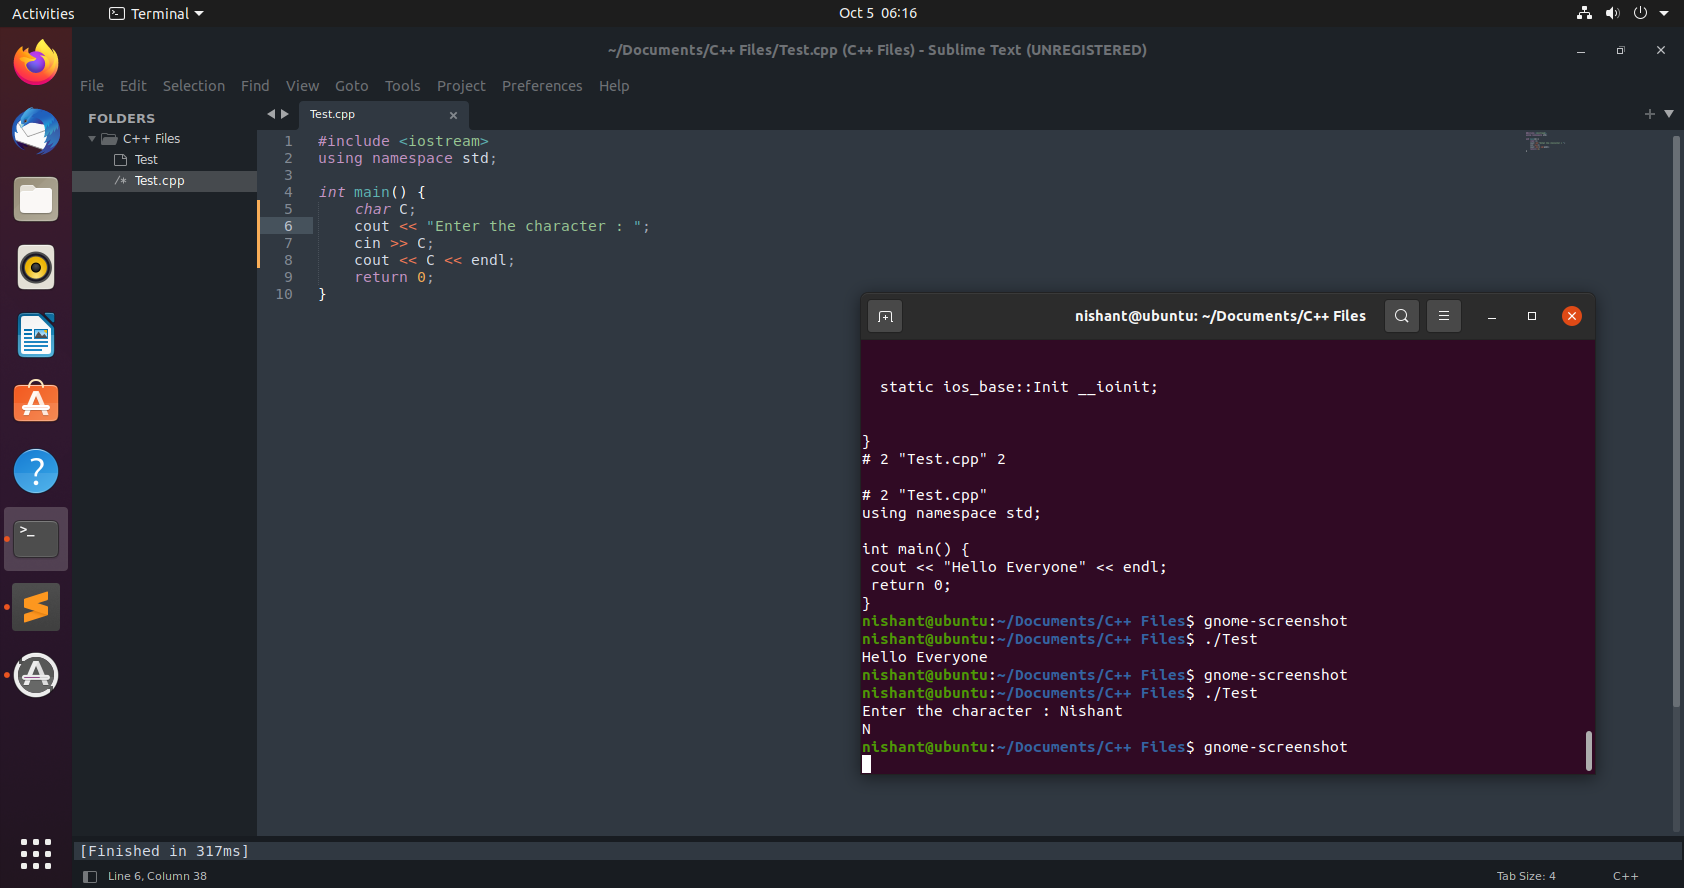 Activities
Terminal
Oct 5 06:16
~/Documents/C++ Files/Test.cpp (C++ Files) - Sublime Text (UNREGISTERED)
File Edit Selection Find View Goto Tools Project Preferences Help
FOLDERS
C++ Files
Test
/* Test.cpp
Test.cpp
1 #include <iostream>
2 using namespace std;
3
4 int main() {
5 char C;
6 cout << "Enter the character : ";
7 cin >> C;
8 cout << C << endl;
9 return 0;
10 }
nishant@ubuntu: ~/Documents/C++ Files
static ios_base::Init __ioinit;
}
# 2 "Test.cpp" 2
# 2 "Test.cpp"
using namespace std;
int main() {
cout << "Hello Everyone" << endl;
return 0;
}
nishant@ubuntu:~/Documents/C++ Files$ gnome-screenshot
nishant@ubuntu:~/Documents/C++ Files$ ./Test
Hello Everyone
nishant@ubuntu:~/Documents/C++ Files$ gnome-screenshot
nishant@ubuntu:~/Documents/C++ Files$ ./Test
Enter the character : Nishant
N
nishant@ubuntu:~/Documents/C++ Files$ gnome-screenshot
[Finished in 317ms]
Line 6, Column 38
Tab Size: 4
C++